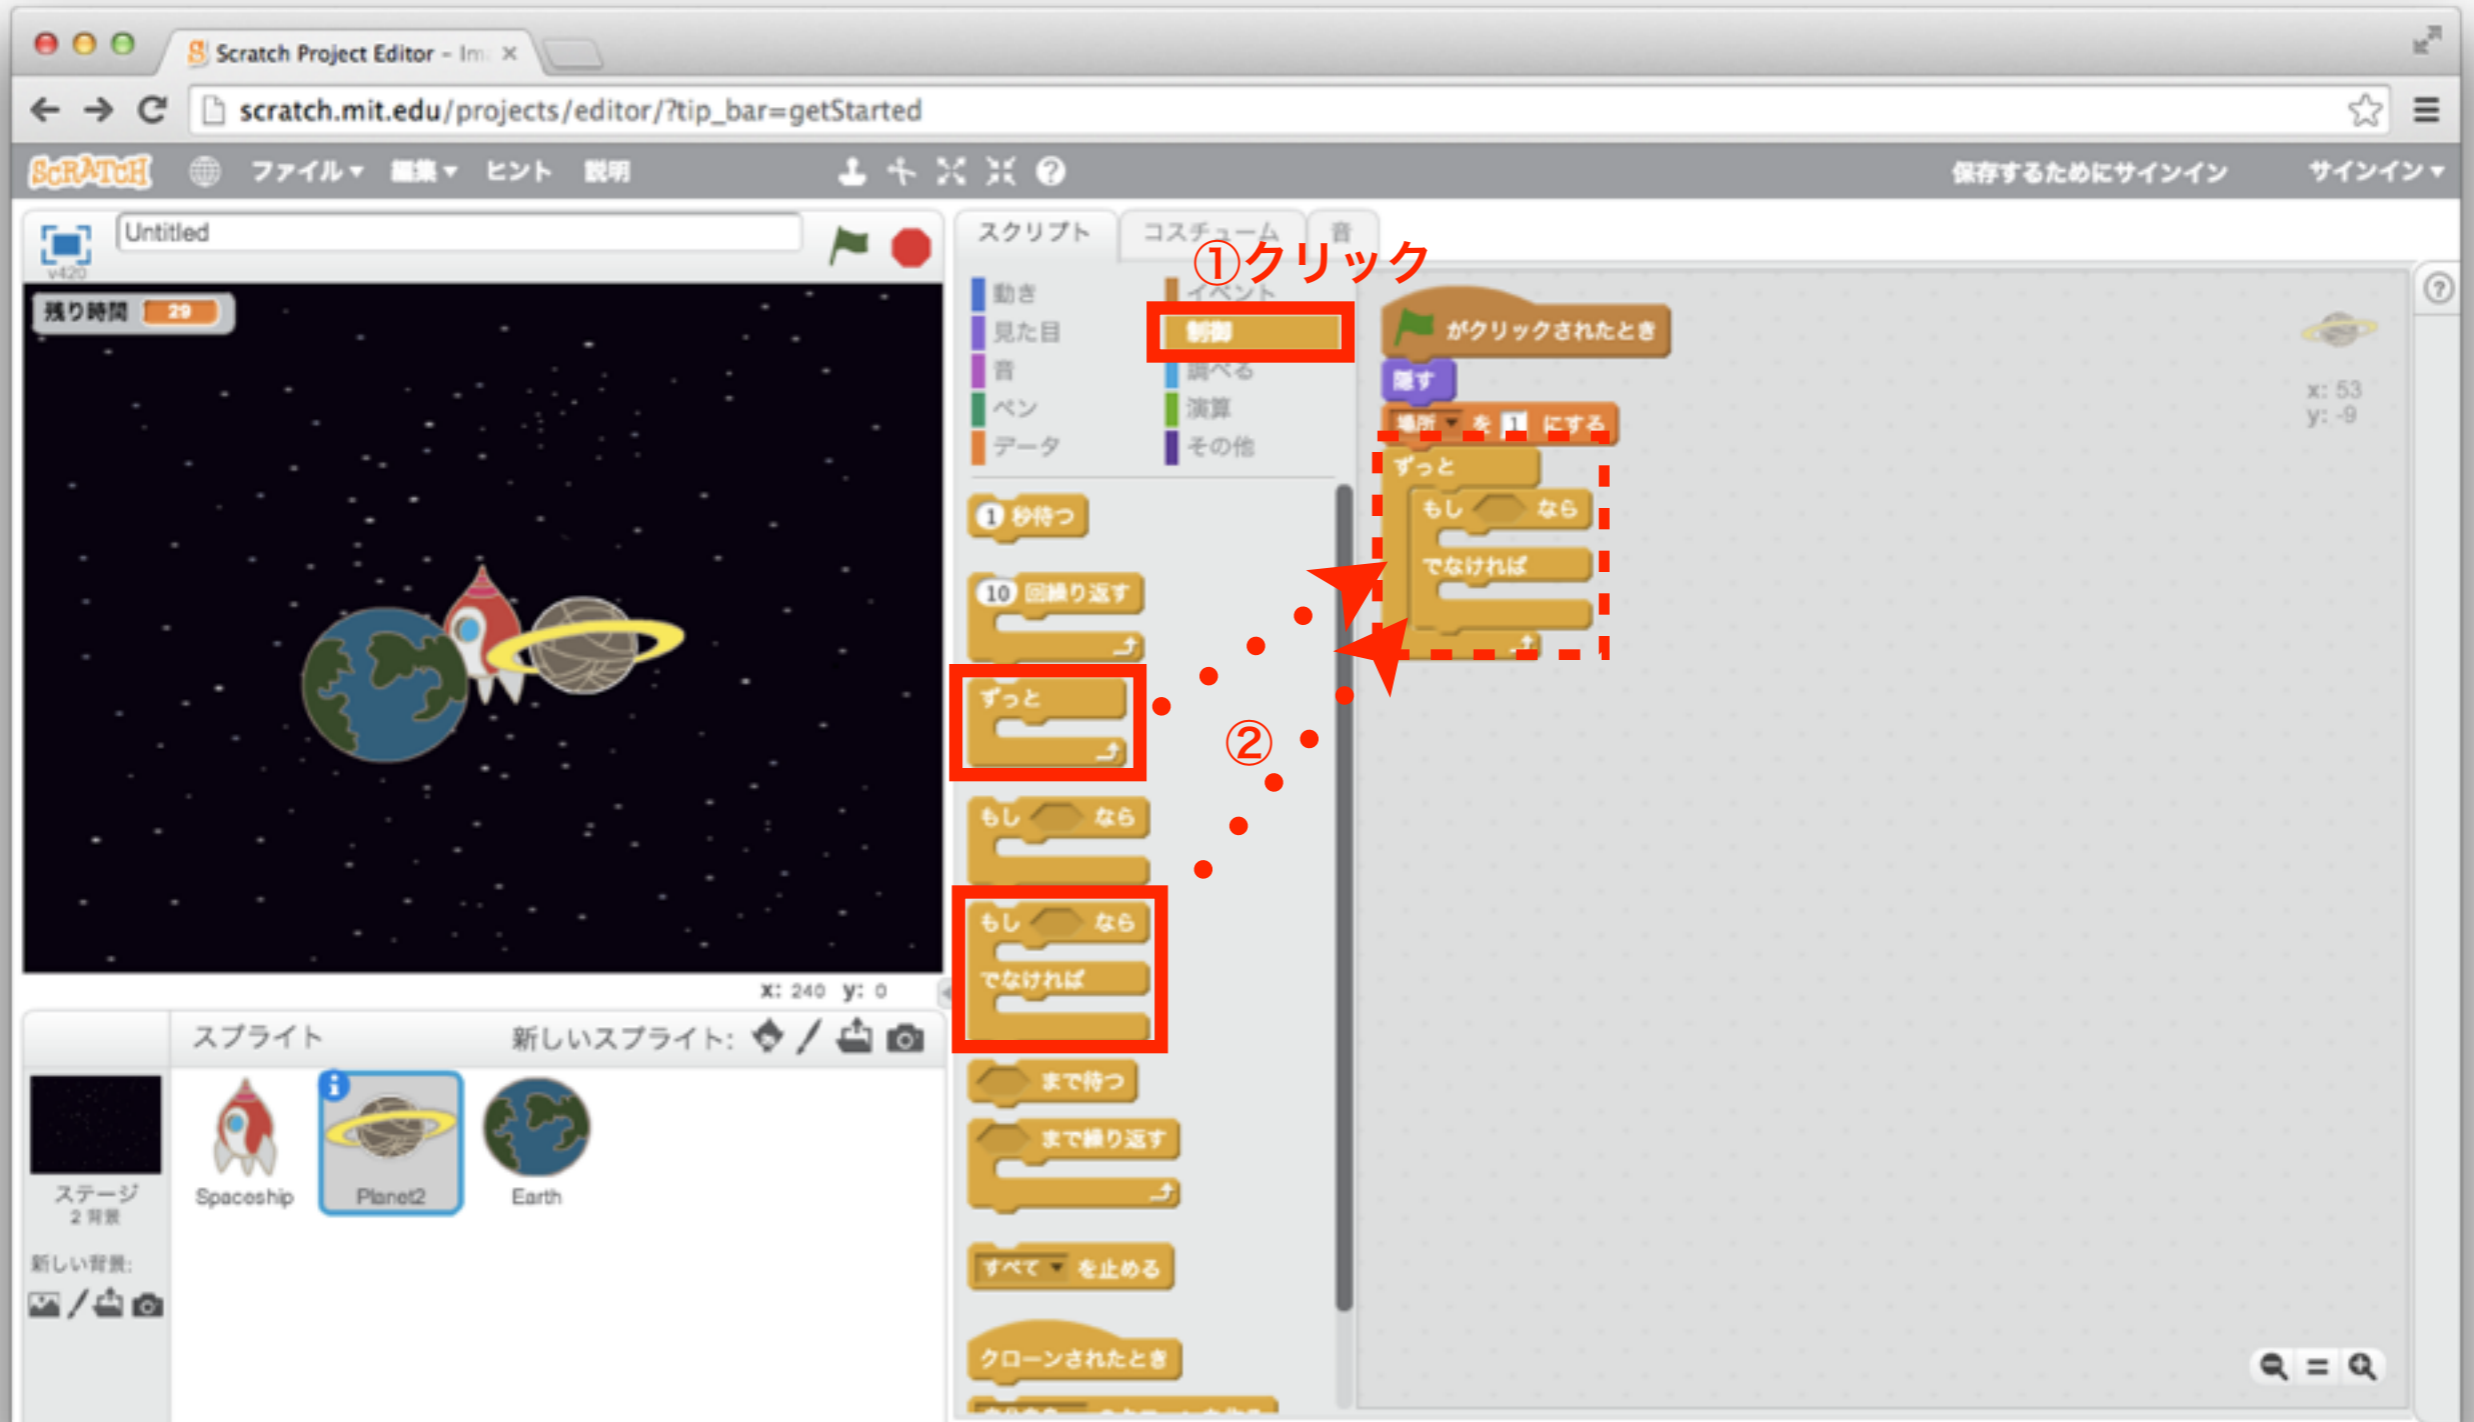 Scratch Project Editor - Im
scratch.mit.edu/projects/editor/?tip_bar=getStarted
SCRATCH ファイル 編集 ヒント 説明 保存するためにサインイン サインイン
Untitled
v420
残り時間 29
x: 240 y: 0
スプライト 新しいスプライト:
ステージ
2 背景
新しい背景:
Spaceship
Planet2
Earth
スクリプト コスチューム 音
①クリック
動き イベント
見た目 制御
音 調べる
ペン 演算
データ その他
1 秒待つ
10 回繰り返す
ずっと
もし なら
もし なら
でなければ
まで待つ
まで繰り返す
すべて を止める
クローンされたとき
②
がクリックされたとき
隠す
場所 を 1 にする
ずっと
もし なら
でなければ
x: 53
y: -9